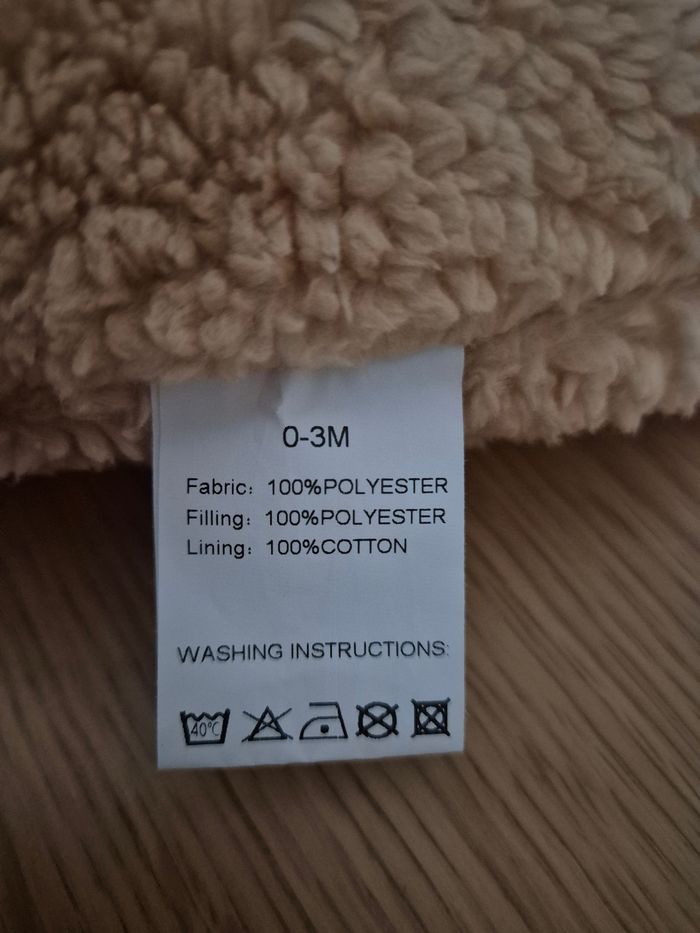 0-3M
Fabric: 100%POLYESTER
Filling: 100%POLYESTER
Lining: 100%COTTON
WASHING INSTRUCTIONS:
40°C